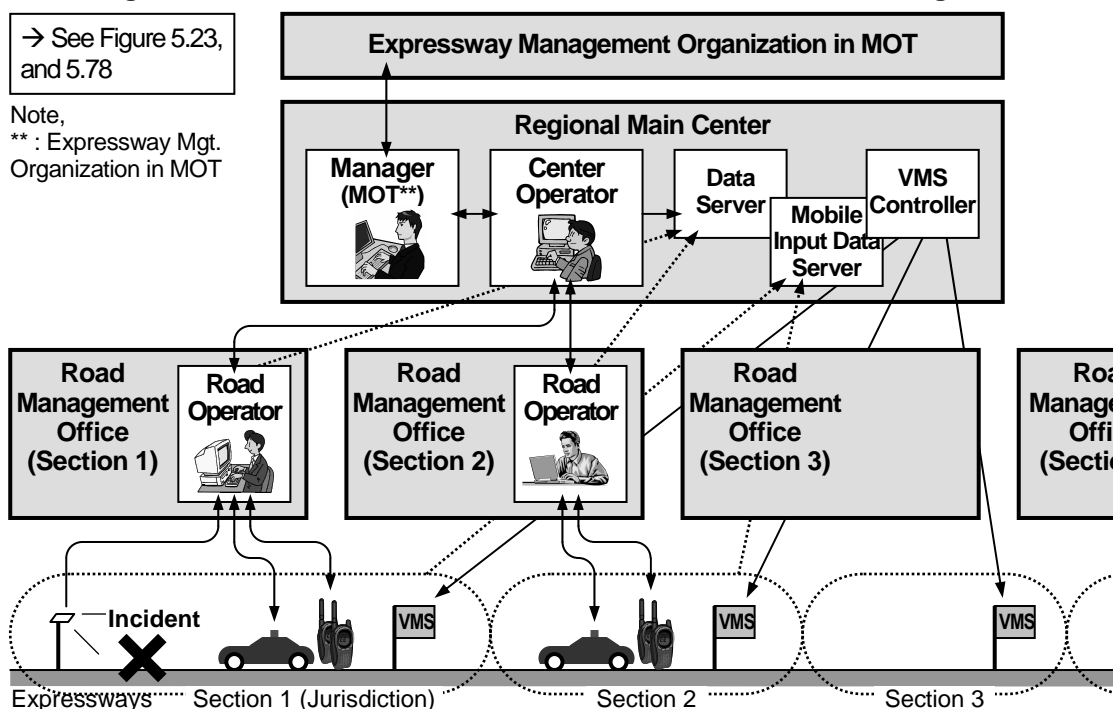 → See Figure 5.23,
and 5.78
Note,
** : Expressway Mgt.
Organization in MOT
Expressway Management Organization in MOT
Regional Main Center
Manager
(MOT**)
Center
Operator
Data
Server
Mobile
Input Data
Server
VMS
Controller
Road
Management
Office
(Section 1)
Road
Operator
Road
Management
Office
(Section 2)
Road
Operator
Road
Management
Office
(Section 3)
Incident
VMS
VMS
VMS
Expressways
Section 1 (Jurisdiction)
Section 2
Section 3